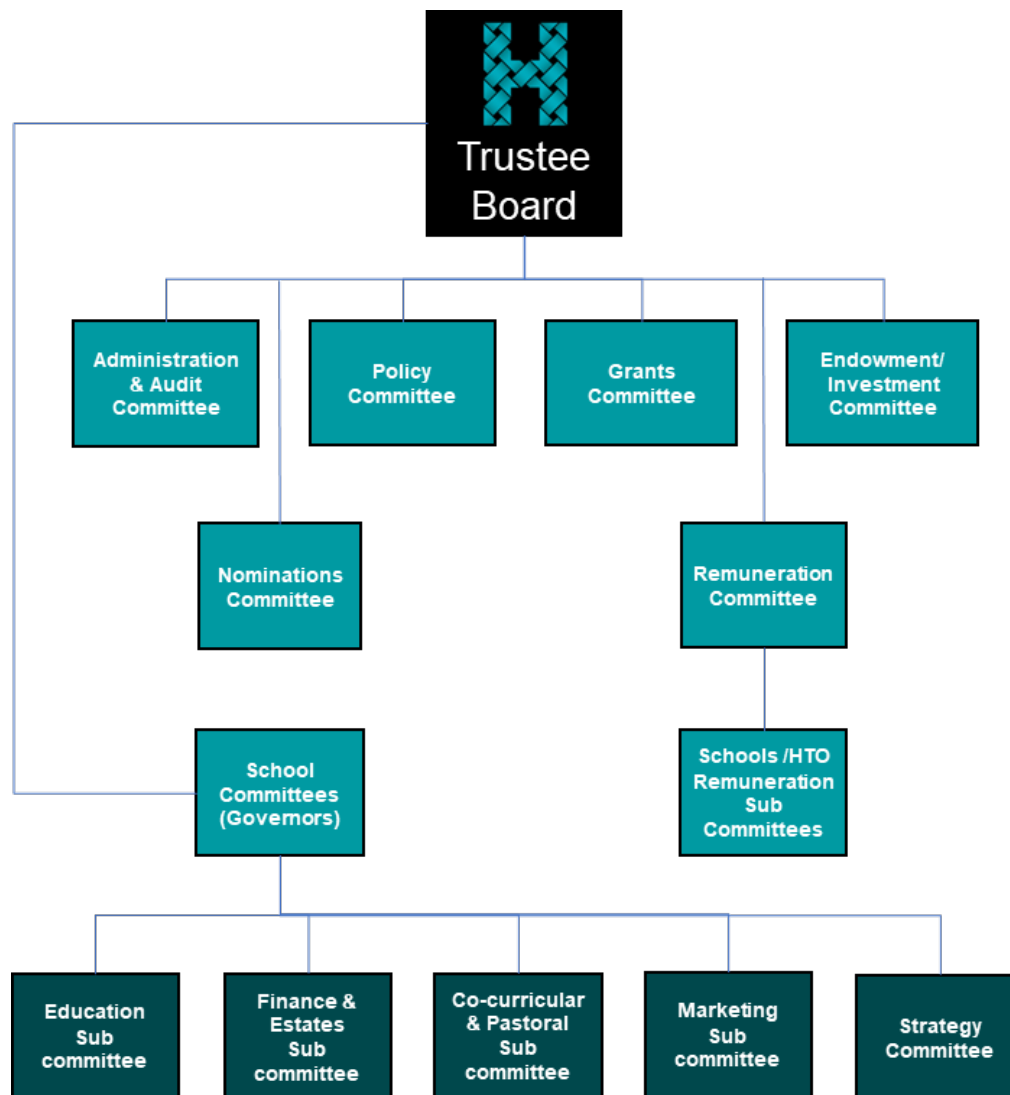 H
Trustee
Board
Administration
& Audit
Committee
Policy
Committee
Grants
Committee
Endowment/
Investment
Committee
Nominations
Committee
Remuneration
Committee
School
Committees
(Governors)
Schools /HTO
Remuneration
Sub
Committees
Education
Sub
committee
Finance &
Estates
Sub
committee
Co-curricular
& Pastoral
Sub
committee
Marketing
Sub
committee
Strategy
Committee